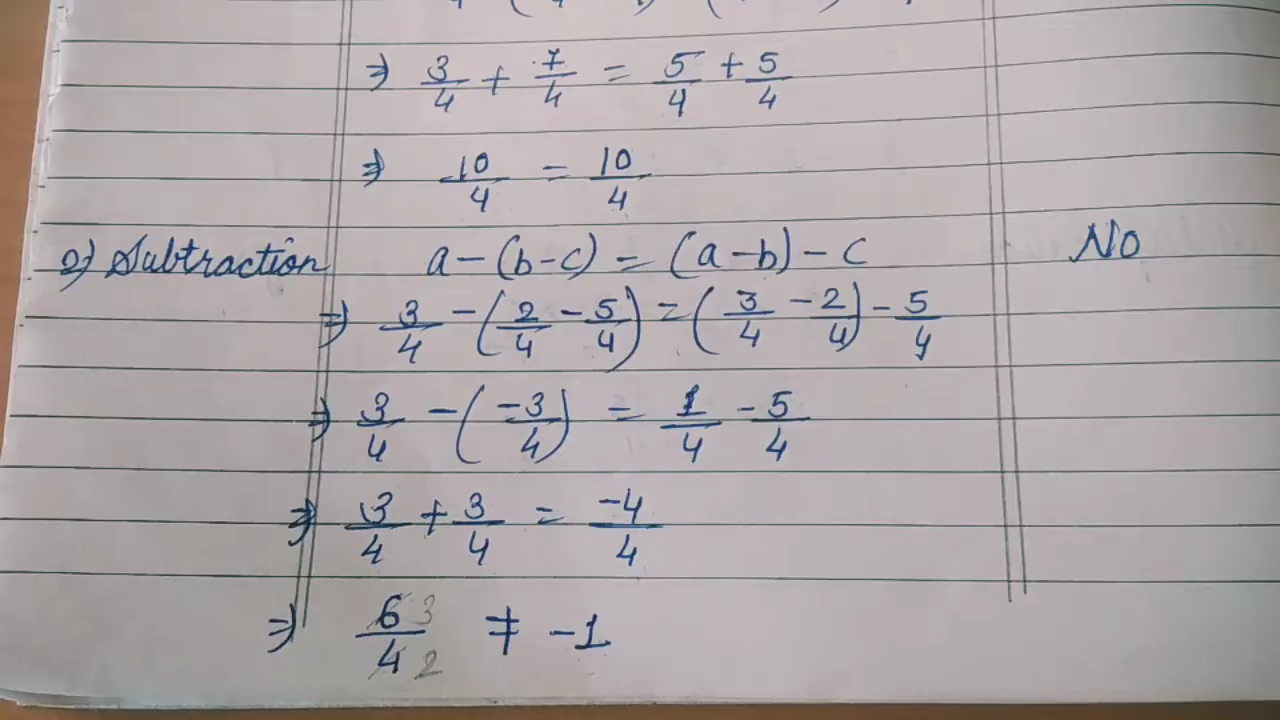 ⇒ 3/4 + 7/4 = 5/4 + 5/4
⇒ 10/4 = 10/4
2) Subtraction a - (b - c) = (a - b) - c No
⇒ 3/4 - (2/4 - 5/4) = (3/4 - 2/4) - 5/4
⇒ 3/4 - (-3/4) = 1/4 - 5/4
⇒ 3/4 + 3/4 = -4/4
⇒ 6/4 3/2 ≠ -1